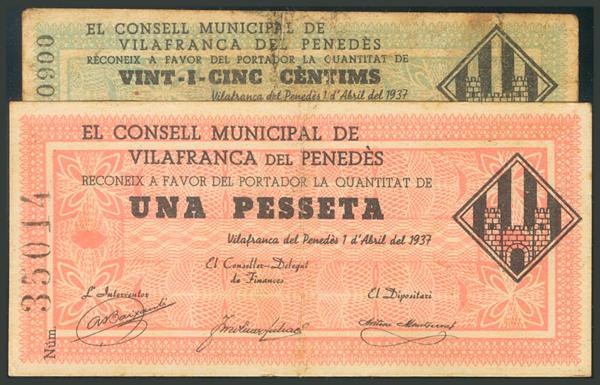 EL CONSELL MUNICIPAL DE
VILAFRANCA DEL PENEDÈS
RECONEIX A FAVOR DEL PORTADOR LA QUANTITAT DE
VINT-I-CINC CÈNTIMS
Vilafranca del Penedès 1 d'Abril del 1937
0900
EL CONSELL MUNICIPAL DE
VILAFRANCA DEL PENEDÈS
RECONEIX A FAVOR DEL PORTADOR LA QUANTITAT DE
UNA PESSETA
Vilafranca del Penedès 1 d'Abril del 1937
El Conseller-Delegat
de Finances
L'Interventor
El Dipositari
Núm. 35014